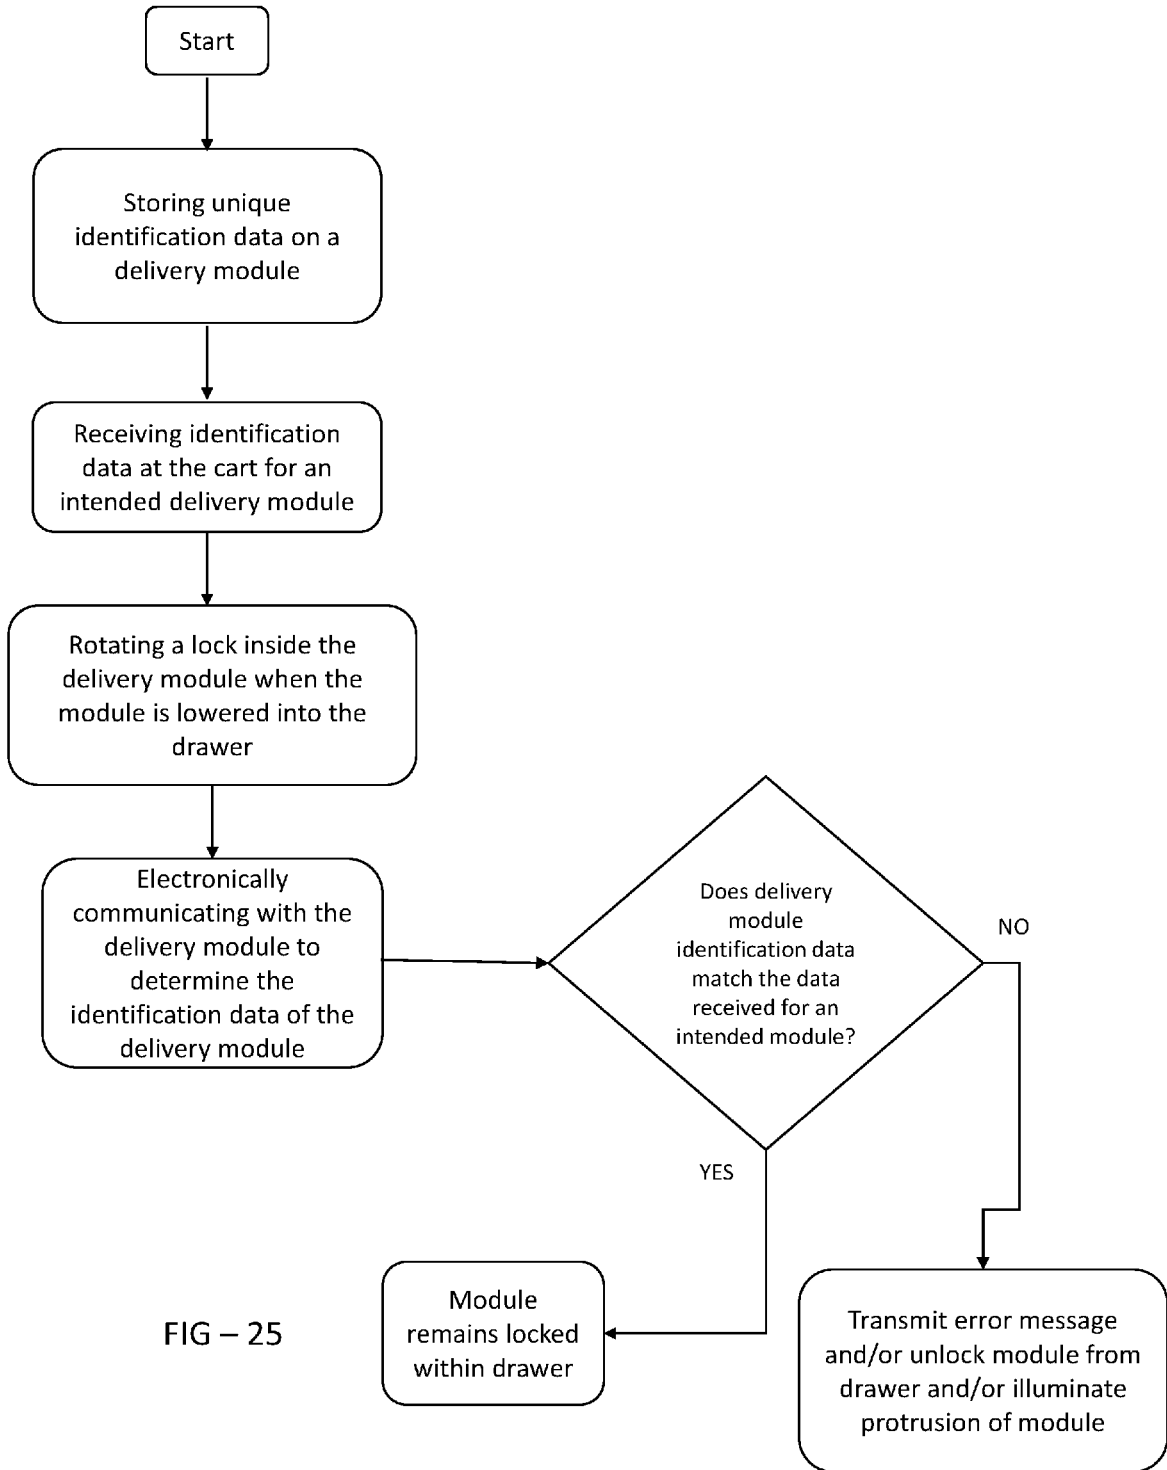 Start
Storing unique
identification data on a
delivery module
Receiving identification
data at the cart for an
intended delivery module
Rotating a lock inside the
delivery module when the
module is lowered into the
drawer
Electronically
communicating with the
delivery module to
determine the
identification data of the
delivery module
Does delivery
module
identification data
match the data
received for an
intended module?
NO
YES
Module
remains locked
within drawer
Transmit error message
and/or unlock module from
drawer and/or illuminate
protrusion of module
FIG – 25